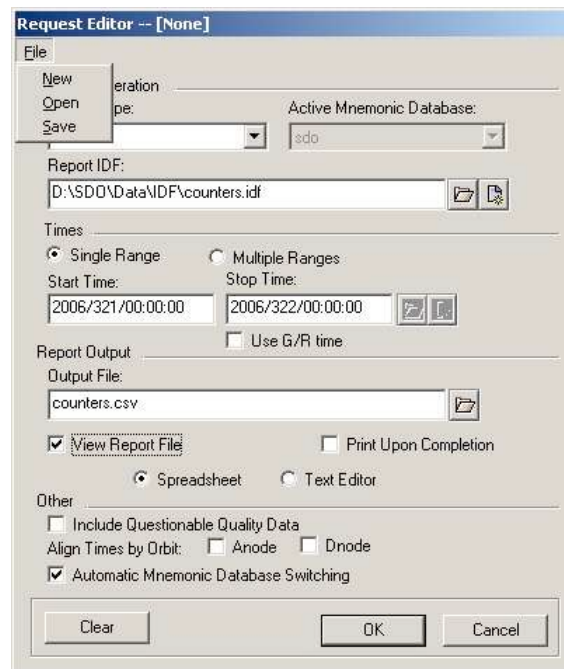 Request Editor -- [None]
File
New
Open
Save
eration
pe:
Active Mnemonic Database:
sdo
Report IDF:
D:\SDO\Data\IDF\counters.idf
Times
Single Range
Multiple Ranges
Start Time:
Stop Time:
2006/321/00:00:00
2006/322/00:00:00
Use G/R time
Report Output
Output File:
counters.csv
View Report File
Print Upon Completion
Spreadsheet
Text Editor
Other
Include Questionable Quality Data
Align Times by Orbit: Anode Dnode
Automatic Mnemonic Database Switching
Clear
OK
Cancel